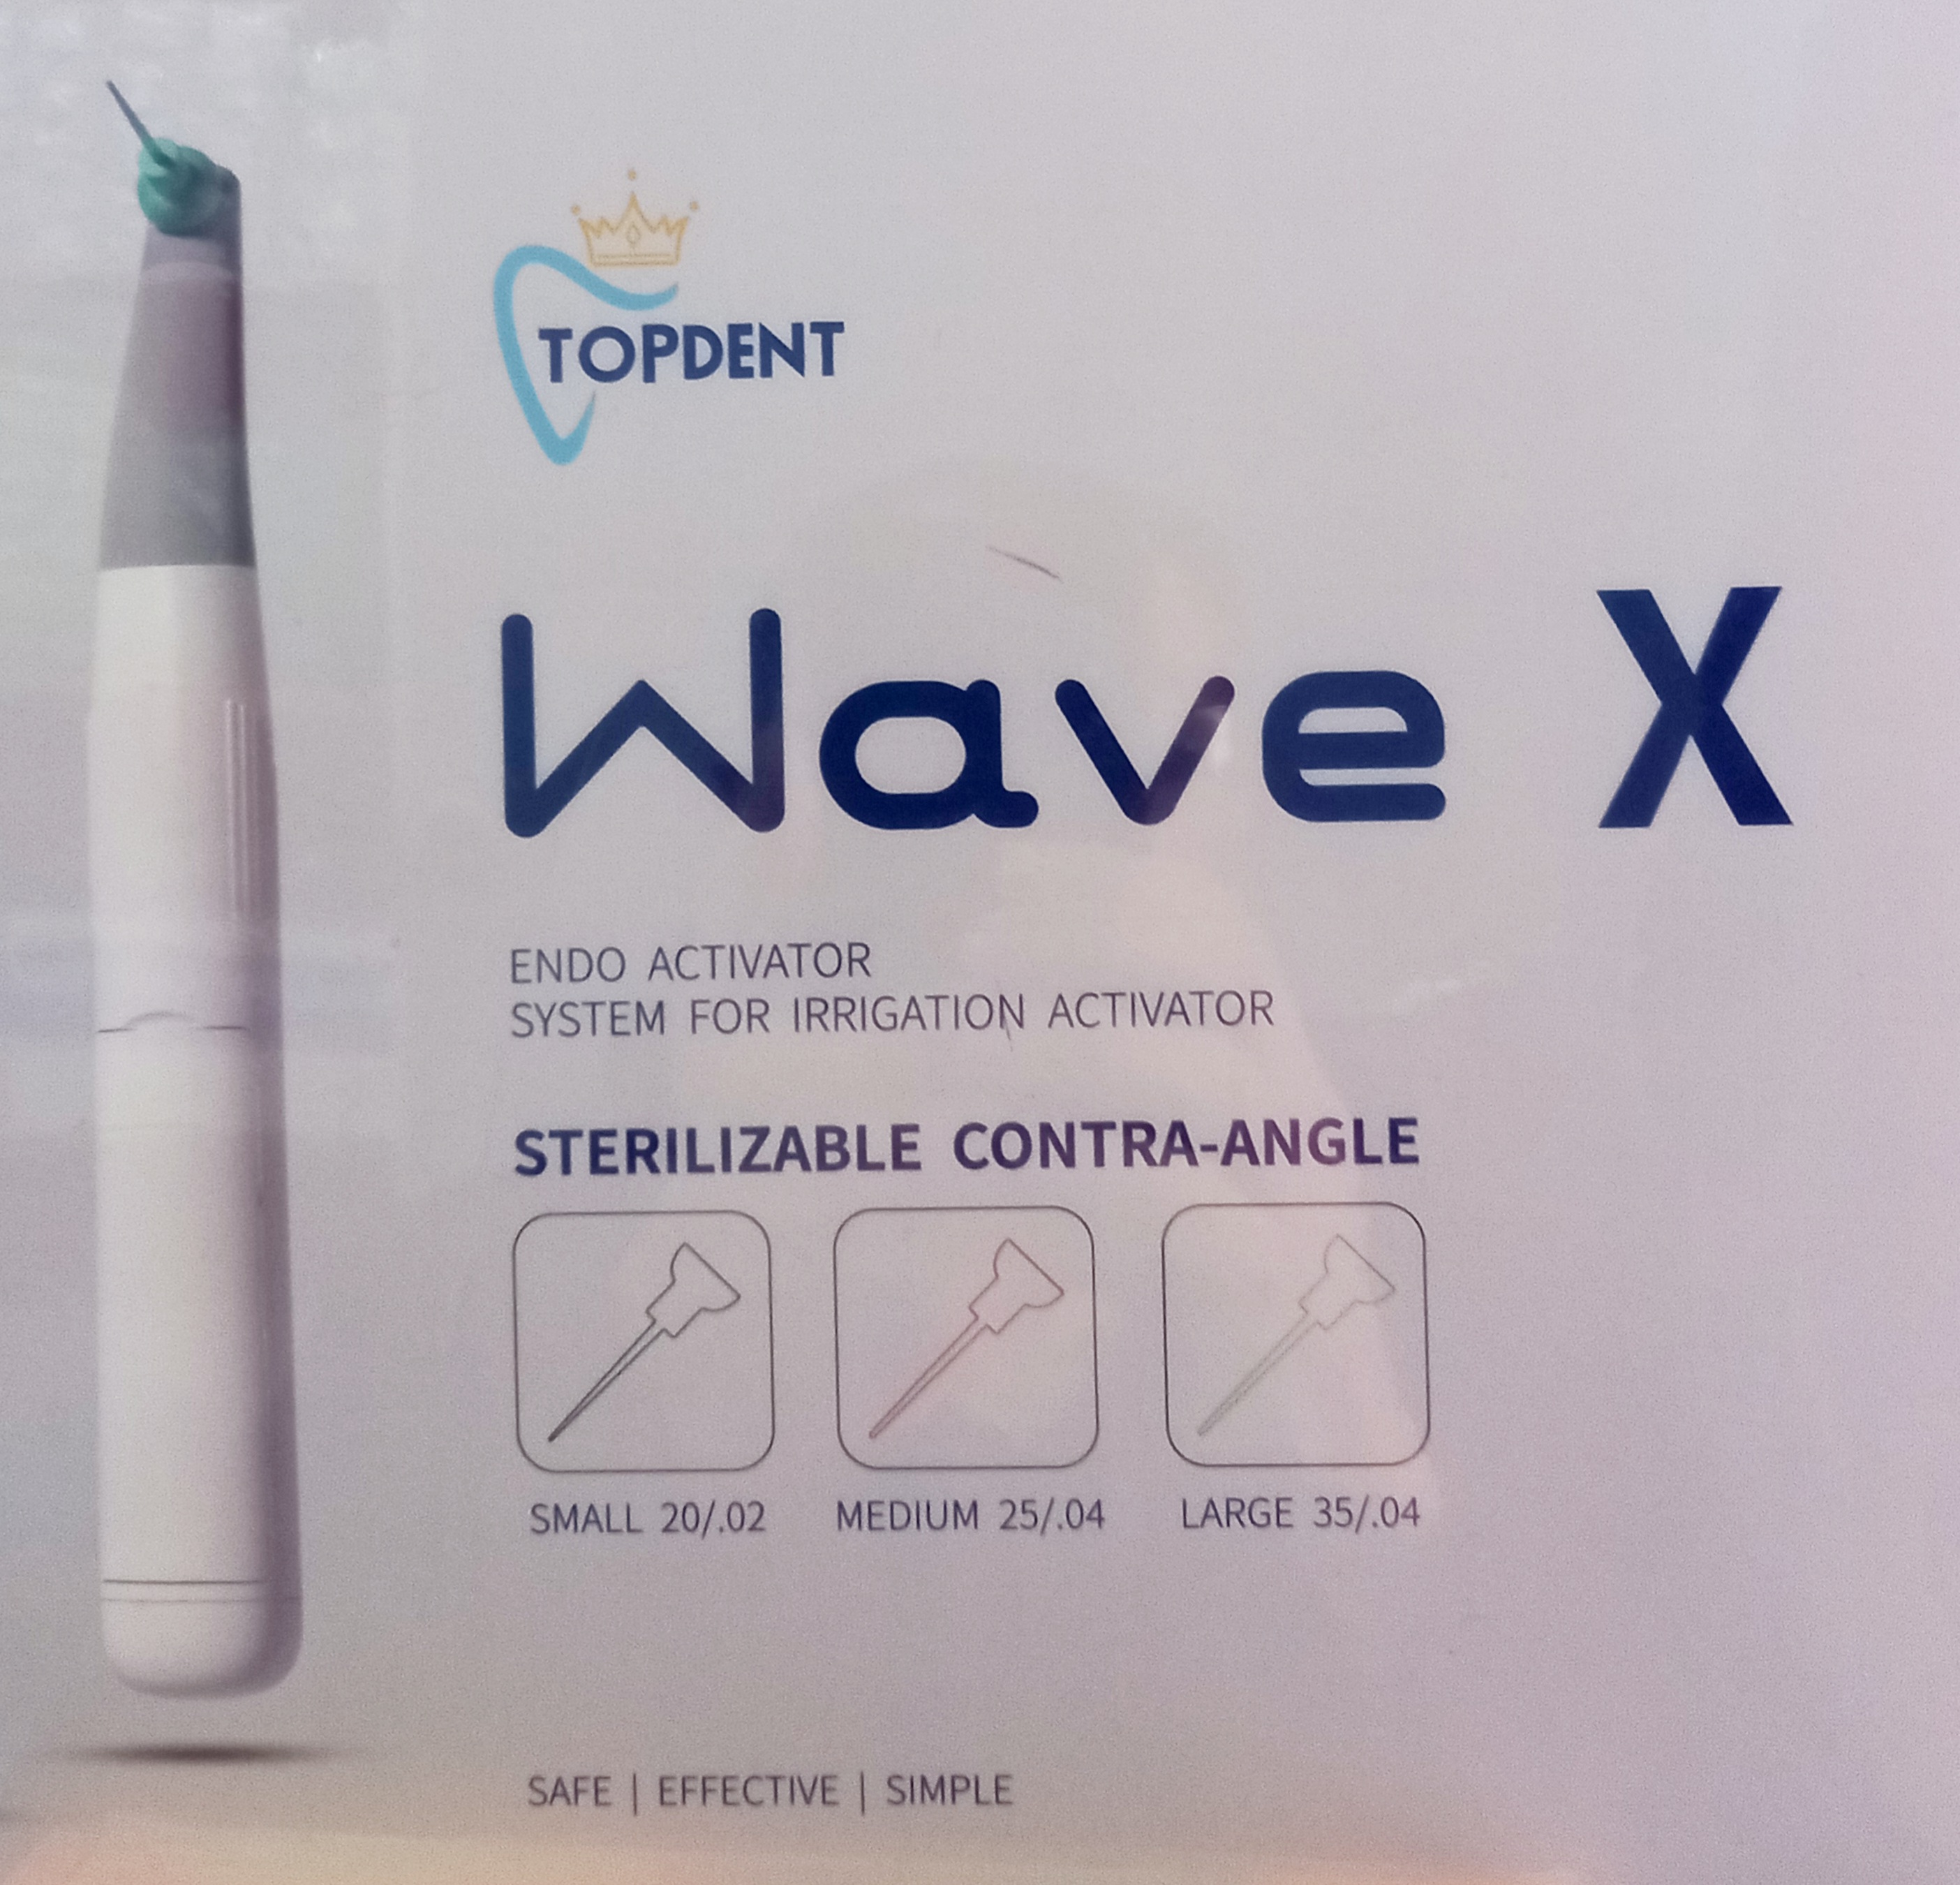 TOPDENT
Wave X
ENDO ACTIVATOR
SYSTEM FOR IRRIGATION ACTIVATOR
STERILIZABLE CONTRA-ANGLE
SMALL 20/.02 MEDIUM 25/.04 LARGE 35/.04
SAFE | EFFECTIVE | SIMPLE